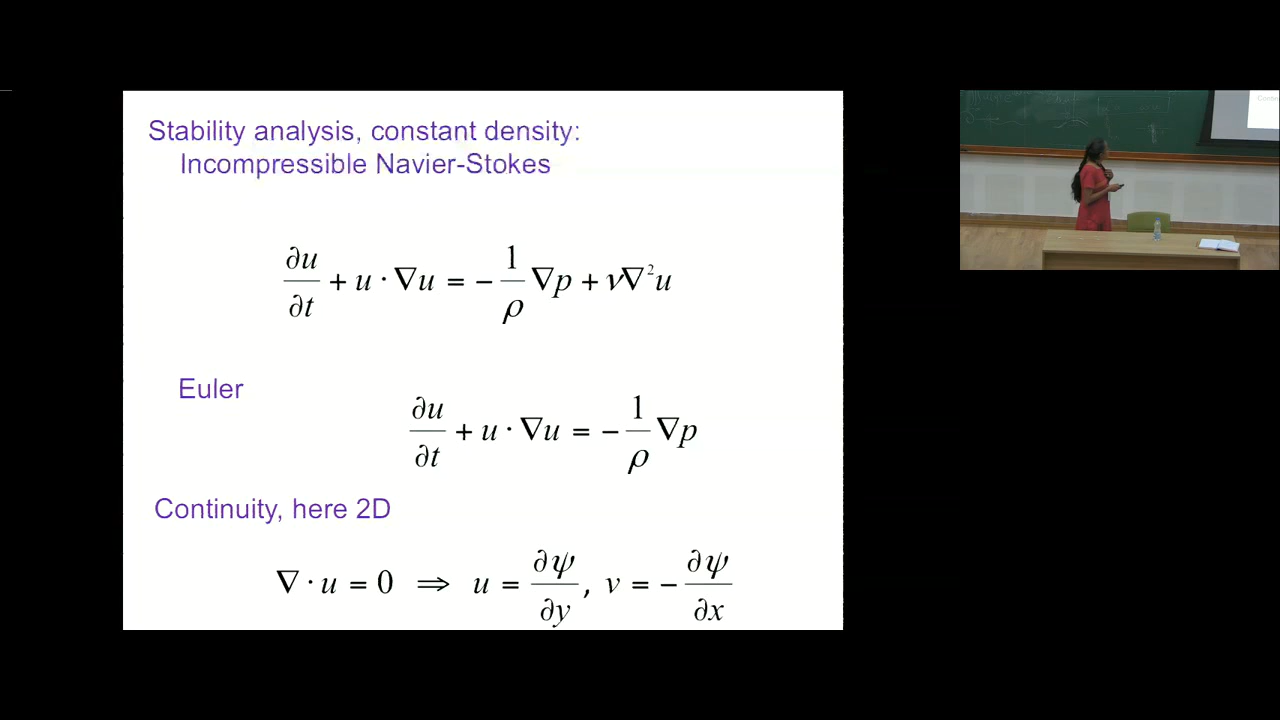 Stability analysis, constant density:
Incompressible Navier-Stokes
∂u/∂t + u · ∇u = − 1/ρ ∇p + ν∇²u
Euler
∂u/∂t + u · ∇u = − 1/ρ ∇p
Continuity, here 2D
∇ · u = 0 ⇒ u = ∂ψ/∂y, v = − ∂ψ/∂x